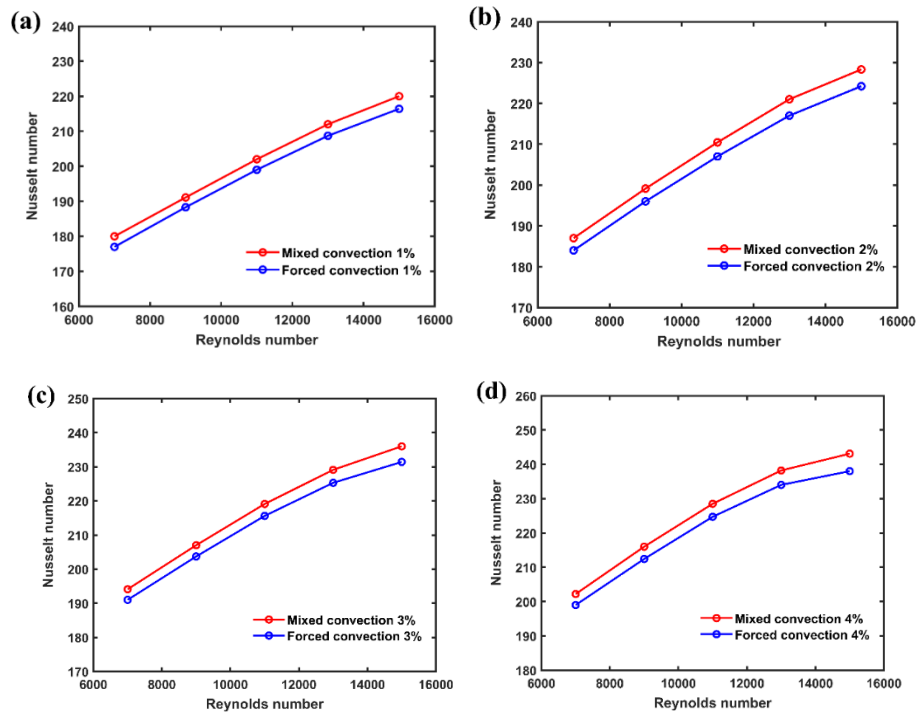 (a)
240
230
220
210
200
190
180
170
160
6000 8000 10000 12000 14000 16000
Nusselt number
Reynolds number
Mixed convection 1%
Forced convection 1%
(b)
240
230
220
210
200
190
180
170
6000 8000 10000 12000 14000 16000
Nusselt number
Reynolds number
Mixed convection 2%
Forced convection 2%
(c)
250
240
230
220
210
200
190
180
170
6000 8000 10000 12000 14000 16000
Nusselt number
Reynolds number
Mixed convection 3%
Forced convection 3%
(d)
260
250
240
230
220
210
200
190
180
6000 8000 10000 12000 14000 16000
Nusselt number
Reynolds number
Mixed convection 4%
Forced convection 4%